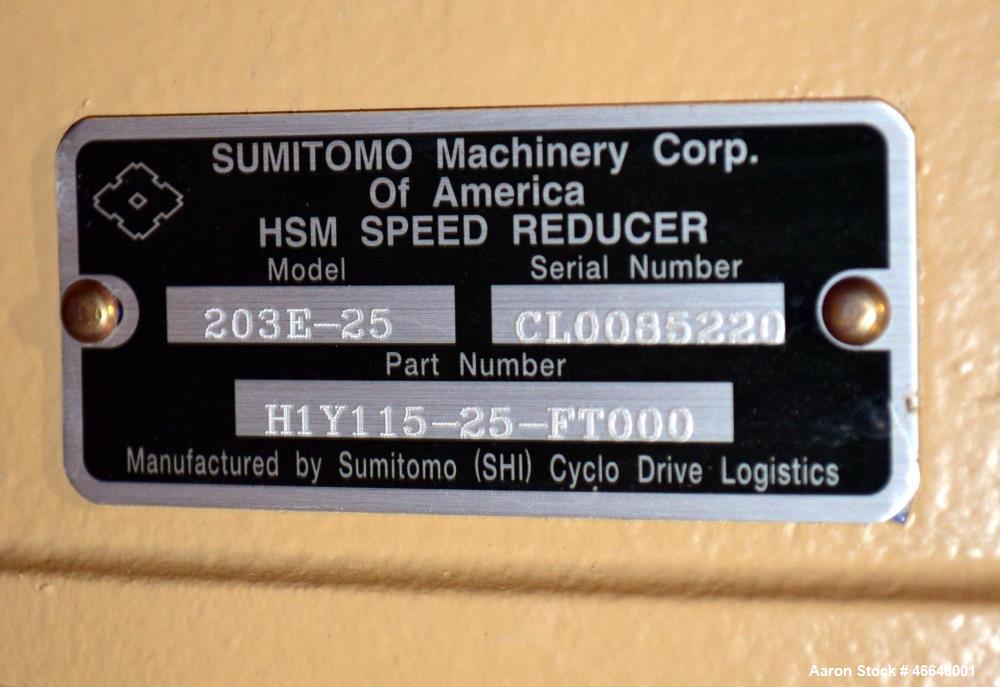 SUMITOMO Machinery Corp.
Of America
HSM SPEED REDUCER
Model Serial Number
203E-25 CL0085220
Part Number
H1Y115-25-FT000
Manufactured by Sumitomo (SHI) Cyclo Drive Logistics
Aaron Stock # 46648001